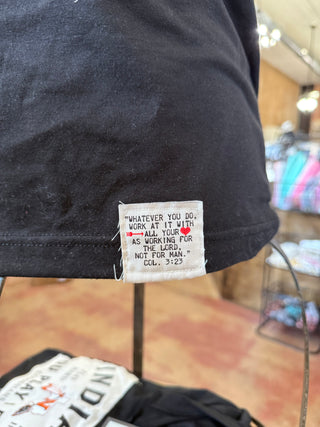 "WHATEVER YOU DO,
WORK AT IT WITH
ALL YOUR
AS WORKING FOR
THE LORD,
NOT FOR MAN."
COL. 3:23